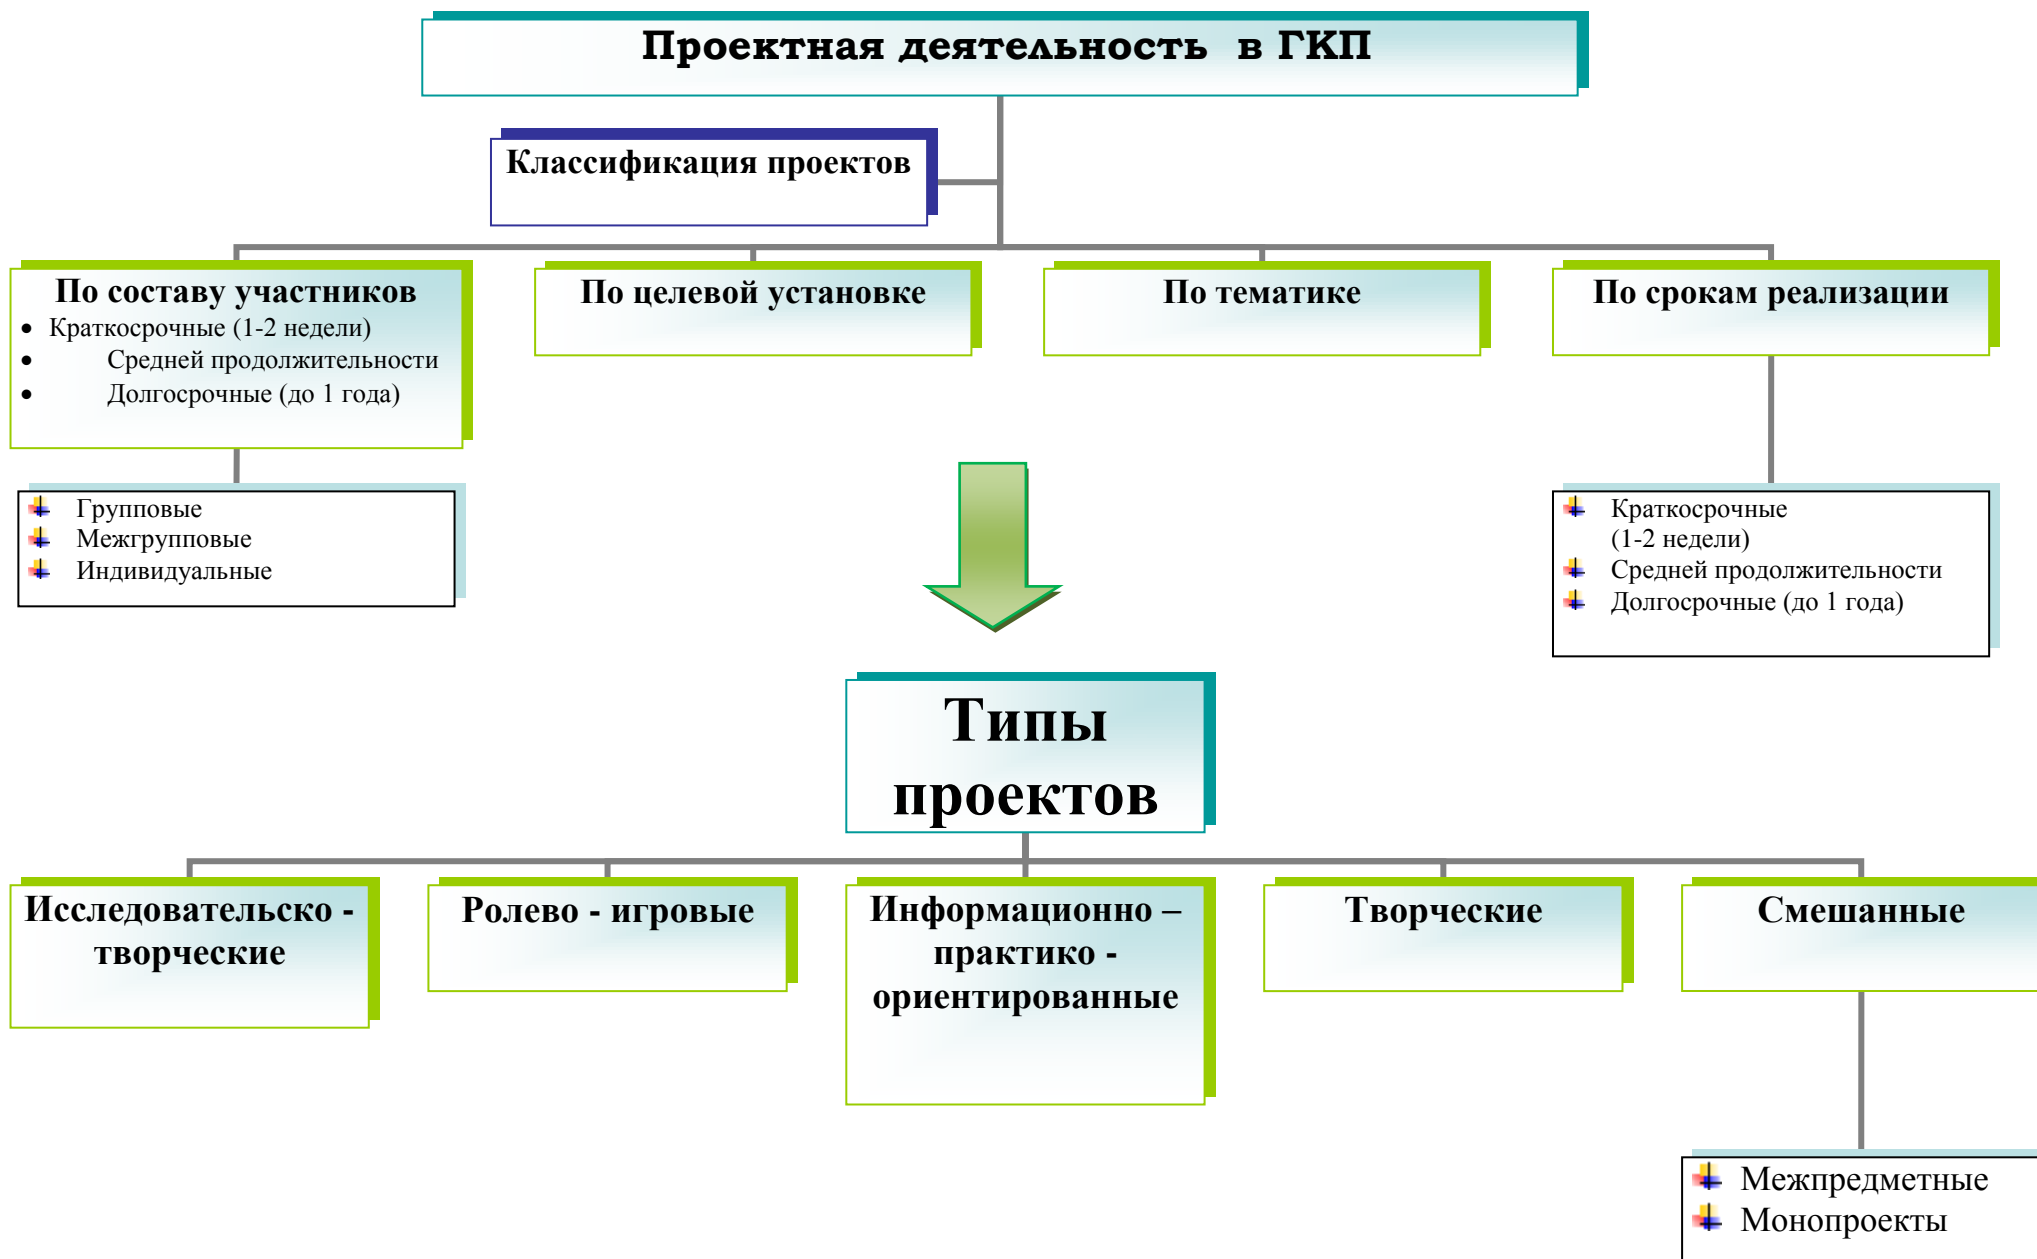 Проектная деятельность в ГКП
Классификация проектов
По составу участников
• Краткосрочные (1-2 недели)
• Средней продолжительности
• Долгосрочные (до 1 года)
По целевой установке
По тематике
По срокам реализации
Групповые
Межгрупповые
Индивидуальные
Краткосрочные
(1-2 недели)
Средней продолжительности
Долгосрочные (до 1 года)
Типы
проектов
Исследовательско -
творческие
Ролево - игровые
Информационно –
практико -
ориентированные
Творческие
Смешанные
Межпредметные
Монопроекты